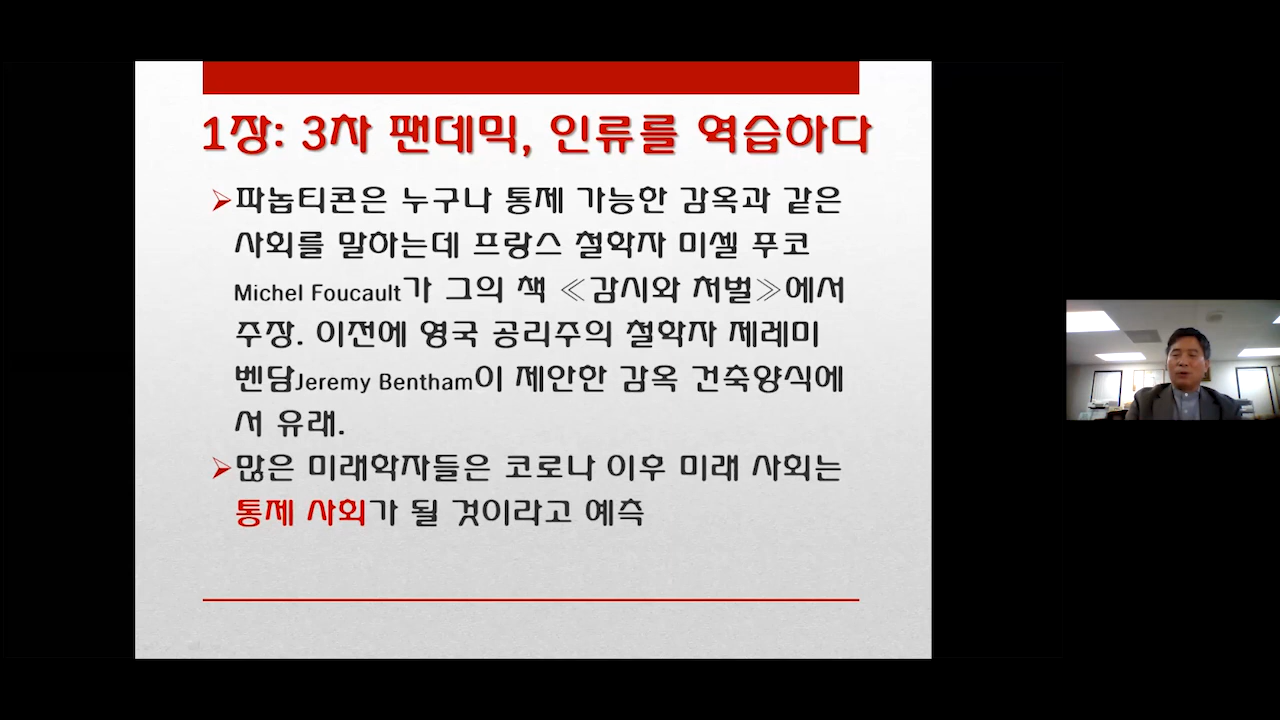 1장: 3차 팬데믹, 인류를 역습하다
➢파놉티콘은 누구나 통제 가능한 감옥과 같은
사회를 말하는데 프랑스 철학자 미셸 푸코
Michel Foucault가 그의 책 ≪감시와 처벌≫에서
주장. 이전에 영국 공리주의 철학자 제레미
벤담Jeremy Bentham이 제안한 감옥 건축양식에
서 유래.
➢많은 미래학자들은 코로나 이후 미래 사회는
통제 사회가 될 것이라고 예측